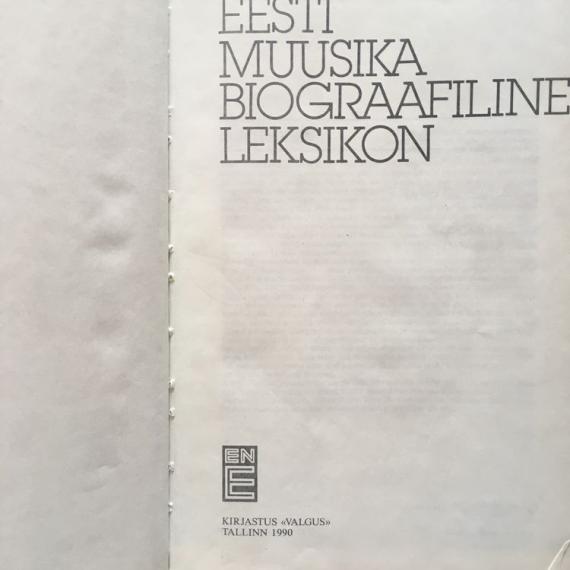 EESTI
MUUSIKA
BIOGRAAFILINE
LEKSIKON
EN
E
KIRJASTUS «VALGUS»
TALLINN 1990